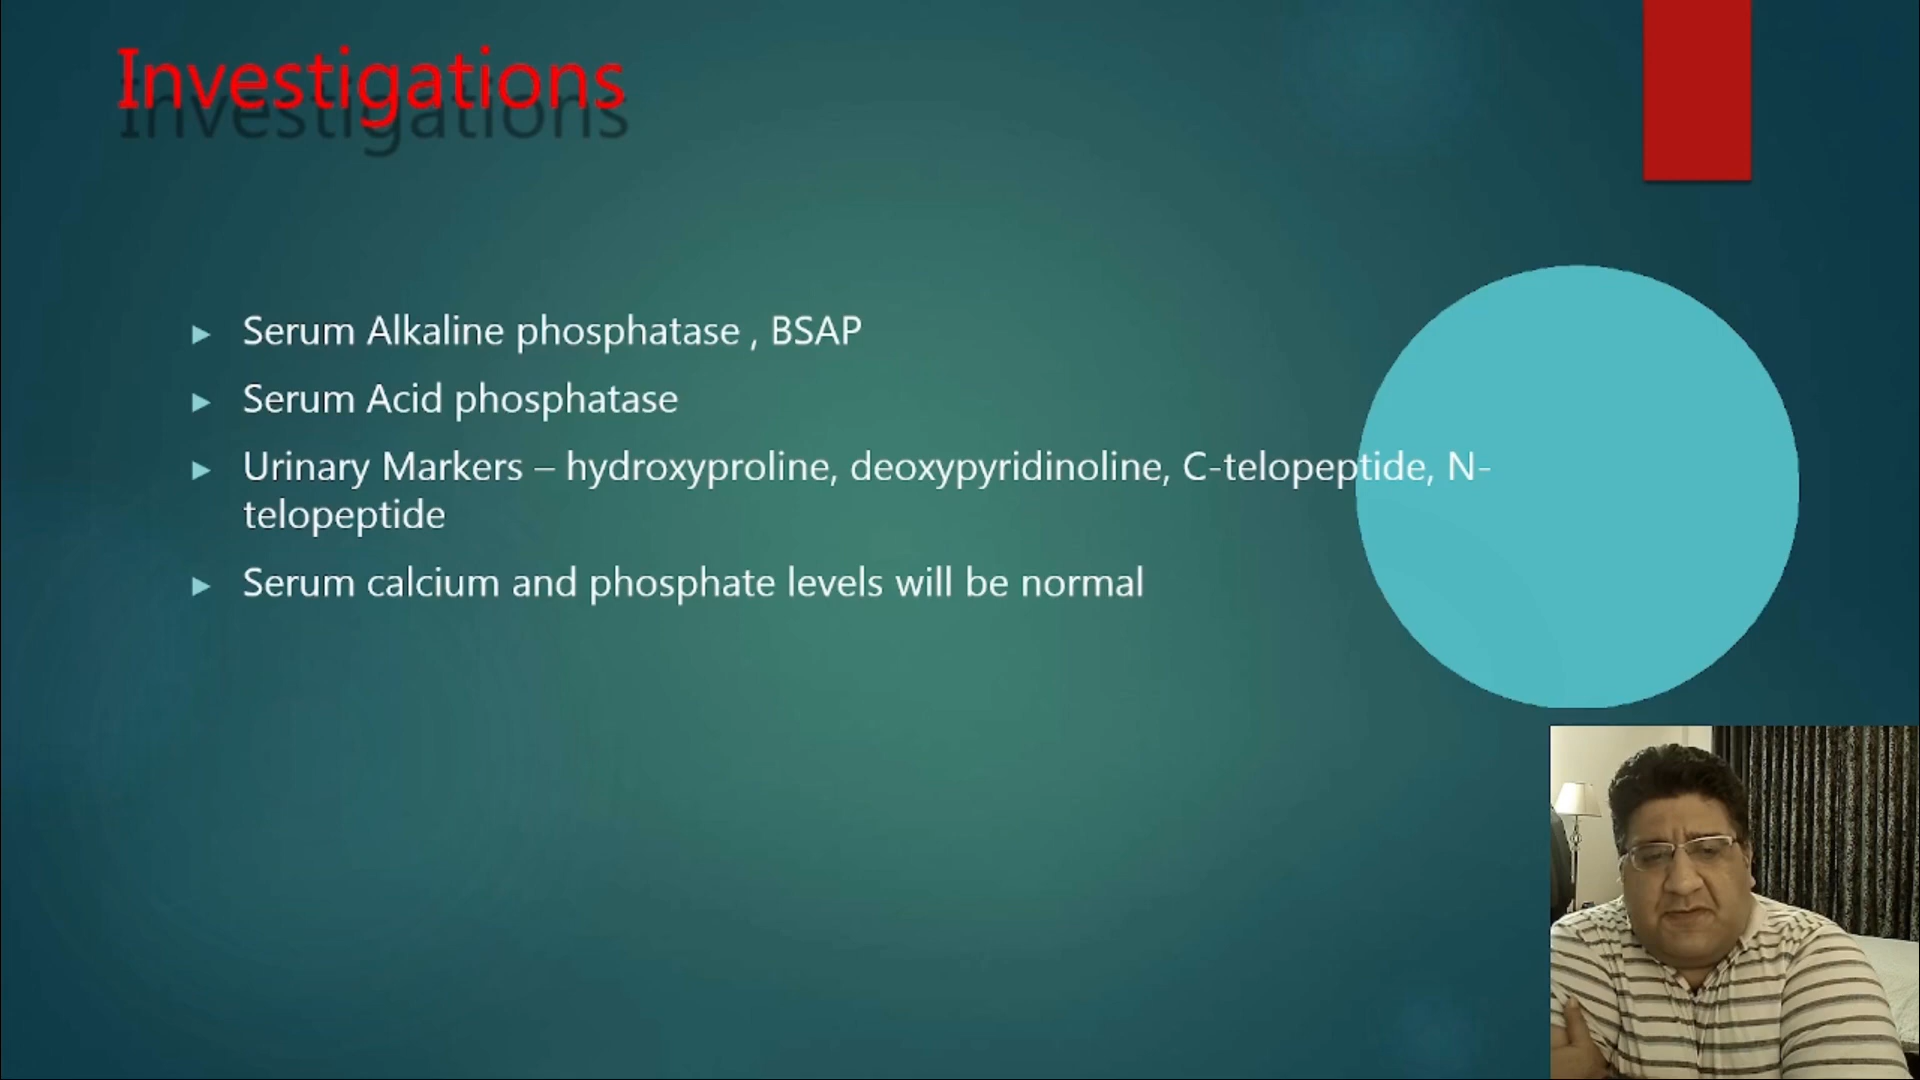 Investigations
Serum Alkaline phosphatase , BSAP
Serum Acid phosphatase
Urinary Markers – hydroxyproline, deoxypyridinoline, C-telopeptide, N-
telopeptide
Serum calcium and phosphate levels will be normal